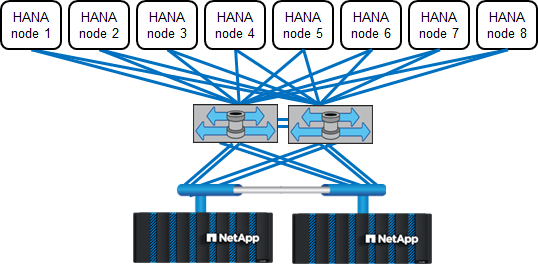 HANA
node 1
HANA
node 2
HANA
node 3
HANA
node 4
HANA
node 5
HANA
node 6
HANA
node 7
HANA
node 8
NetApp
NetApp